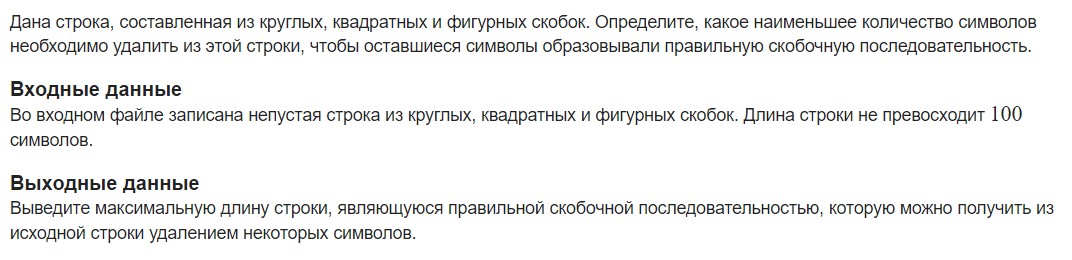 Дана строка, составленная из круглых, квадратных и фигурных скобок. Определите, какое наименьшее количество символов
необходимо удалить из этой строки, чтобы оставшиеся символы образовывали правильную скобочную последовательность.
Входные данные
Во входном файле записана непустая строка из круглых, квадратных и фигурных скобок. Длина строки не превосходит 100
символов.
Выходные данные
Выведите максимальную длину строки, являющуюся правильной скобочной последовательностью, которую можно получить из
исходной строки удалением некоторых символов.